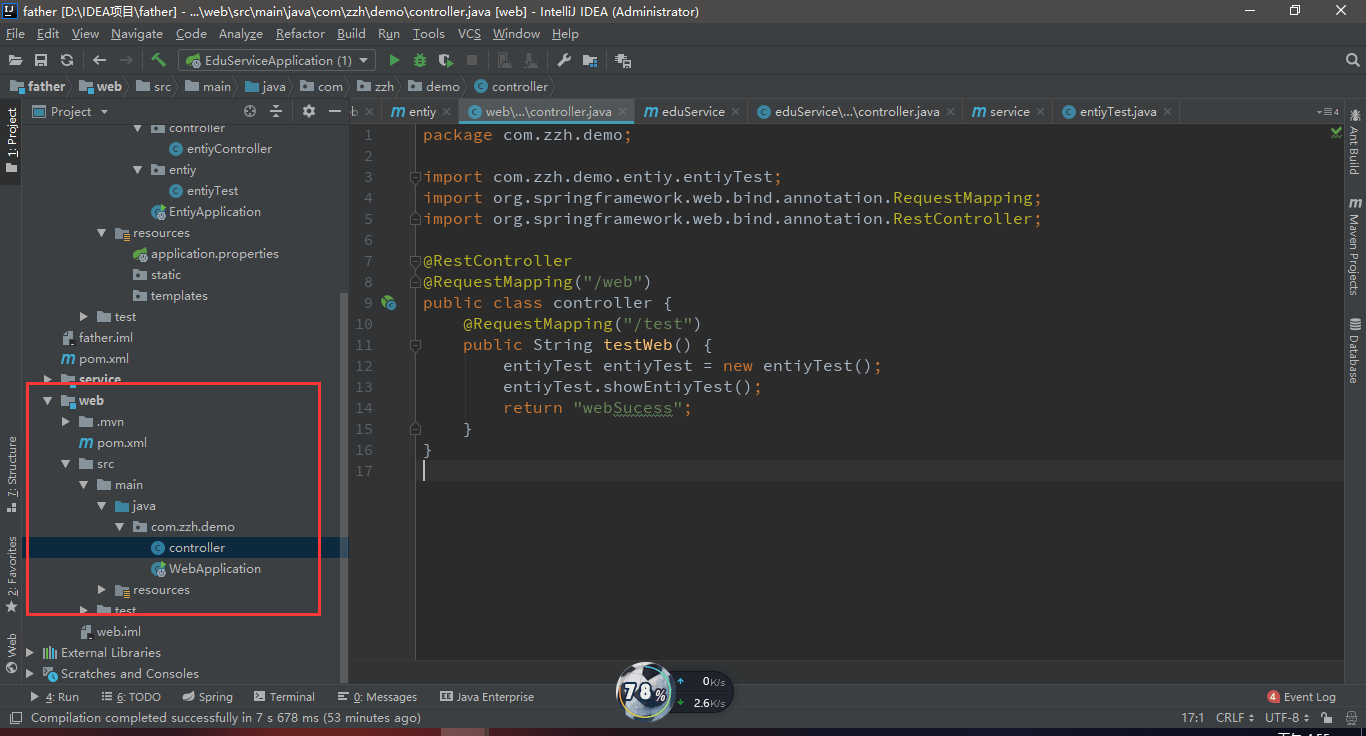 father [D:\IDEA项目\father] - ...\web\src\main\java\com\zzh\demo\controller.java [web] - IntelliJ IDEA (Administrator)
File Edit View Navigate Code Analyze Refactor Build Run Tools VCS Window Help
EduServiceApplication (1)
father web src main java com zzh demo controller
Project
b entiy web\...\controller.java eduService eduService\...\controller.java service entiyTest.java 4
1: Project
7: Structure
2: Favorites
Web
controller
entiyController
entiy
entiyTest
EntiyApplication
resources
application.properties
static
templates
test
father.iml
pom.xml
service
web
.mvn
pom.xml
src
main
java
com.zzh.demo
controller
WebApplication
resources
test
web.iml
External Libraries
Scratches and Consoles
1 package com.zzh.demo;
2
3 import com.zzh.demo.entiy.entiyTest;
4 import org.springframework.web.bind.annotation.RequestMapping;
5 import org.springframework.web.bind.annotation.RestController;
6
7 @RestController
8 @RequestMapping("/web")
9 public class controller {
10 @RequestMapping("/test")
11 public String testWeb() {
12 entiyTest entiyTest = new entiyTest();
13 entiyTest.showEntiyTest();
14 return "webSucess";
15 }
16 }
17
Ant Build
Maven Projects
Database
4: Run 6: TODO Spring Terminal 0: Messages Java Enterprise 4 Event Log
78% 0K/s
2.6K/s
Compilation completed successfully in 7 s 678 ms (53 minutes ago) 17:1 CRLF UTF-8